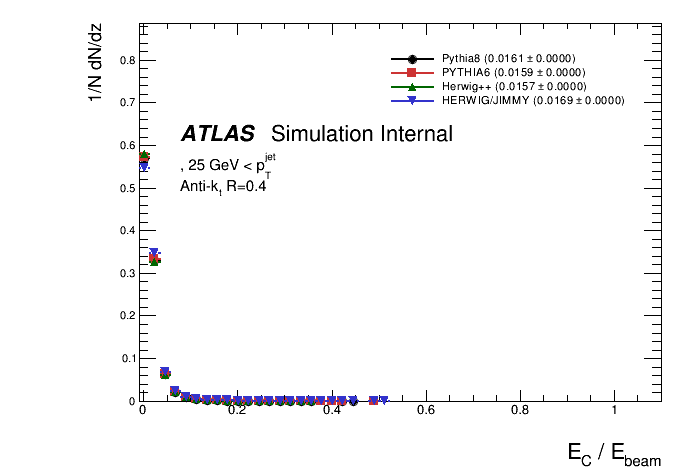 1/N dN/dz
Pythia8 (0.0161 ± 0.0000)
PYTHIA6 (0.0159 ± 0.0000)
Herwig++ (0.0157 ± 0.0000)
HERWIG/JIMMY (0.0169 ± 0.0000)
ATLAS Simulation Internal
, 25 GeV < p_T^jet
Anti-k_t R=0.4
0.8
0.7
0.6
0.5
0.4
0.3
0.2
0.1
0
0 0.2 0.4 0.6 0.8 1
E_C / E_beam